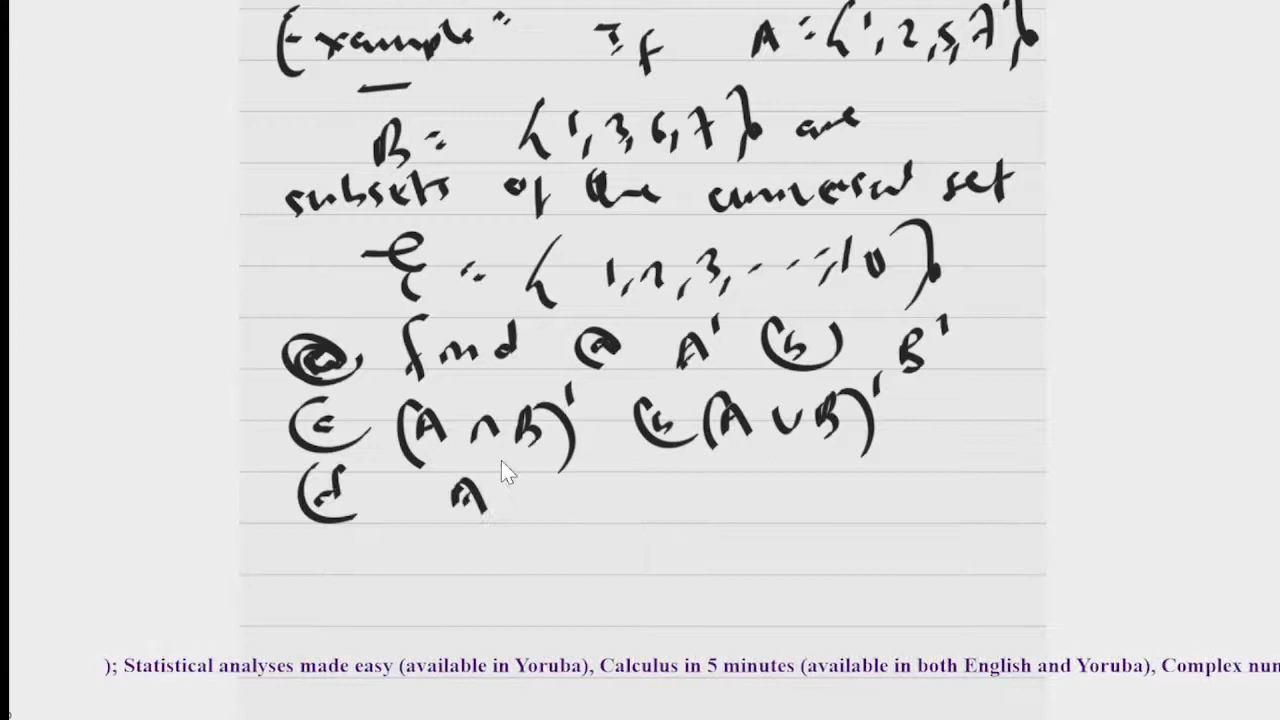 Example: If A = {1, 2, 5, 7}
B = {1, 3, 6, 7} are
subsets of the universal set
ξ = { 1, 2, 3, ... 10 }
find (a) A' (b) B'
(c) (A ∩ B)' (A ∪ B)'
(d A
); Statistical analyses made easy (available in Yoruba), Calculus in 5 minutes (available in both English and Yoruba), Complex num